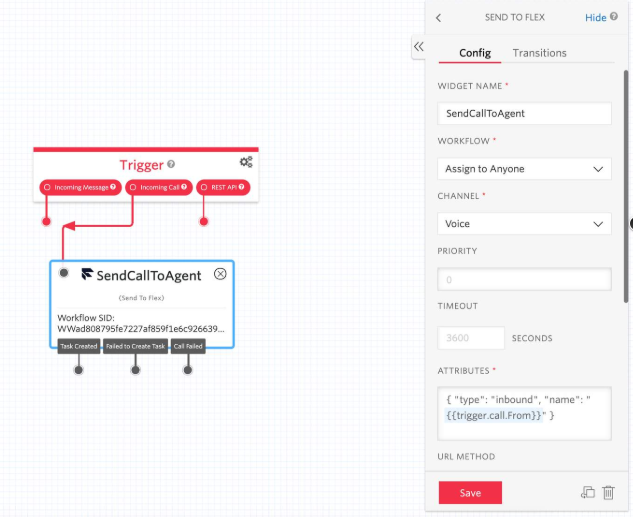 SEND TO FLEX
Hide
Config
Transitions
WIDGET NAME *
SendCallToAgent
WORKFLOW *
Assign to Anyone
CHANNEL *
Voice
PRIORITY
0
TIMEOUT
3600
SECONDS
ATTRIBUTES *
{ "type": "inbound", "name": "
{{trigger.call.From}}" }
URL METHOD
Save
Trigger
Incoming Message
Incoming Call
REST API
SendCallToAgent
(Send To Flex)
Workflow SID:
WWad808795fe7227af859f1e6c926639...
Task Created
Failed to Create Task
Call Failed